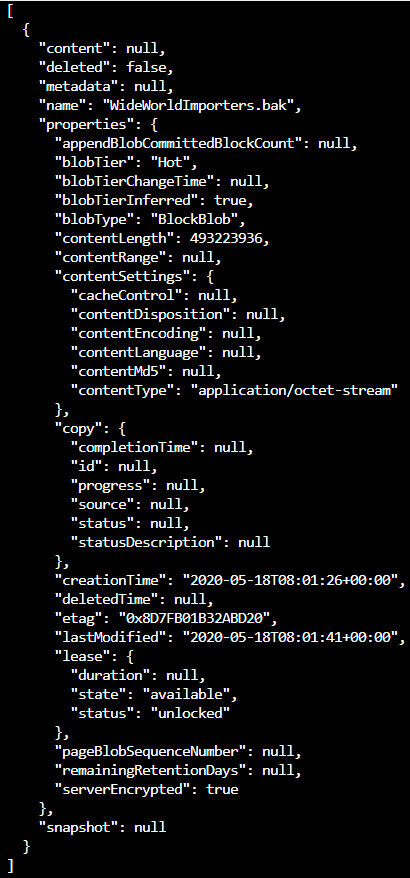 [
  {
    "content": null,
    "deleted": false,
    "metadata": null,
    "name": "WideWorldImporters.bak",
    "properties": {
      "appendBlobCommittedBlockCount": null,
      "blobTier": "Hot",
      "blobTierChangeTime": null,
      "blobTierInferred": true,
      "blobType": "BlockBlob",
      "contentLength": 493223936,
      "contentRange": null,
      "contentSettings": {
        "cacheControl": null,
        "contentDisposition": null,
        "contentEncoding": null,
        "contentLanguage": null,
        "contentMd5": null,
        "contentType": "application/octet-stream"
      },
      "copy": {
        "completionTime": null,
        "id": null,
        "progress": null,
        "source": null,
        "status": null,
        "statusDescription": null
      },
      "creationTime": "2020-05-18T08:01:26+00:00",
      "deletedTime": null,
      "etag": "0x8D7FB01B32ABD20",
      "lastModified": "2020-05-18T08:01:41+00:00",
      "lease": {
        "duration": null,
        "state": "available",
        "status": "unlocked"
      },
      "pageBlobSequenceNumber": null,
      "remainingRetentionDays": null,
      "serverEncrypted": true
    },
    "snapshot": null
  }
]